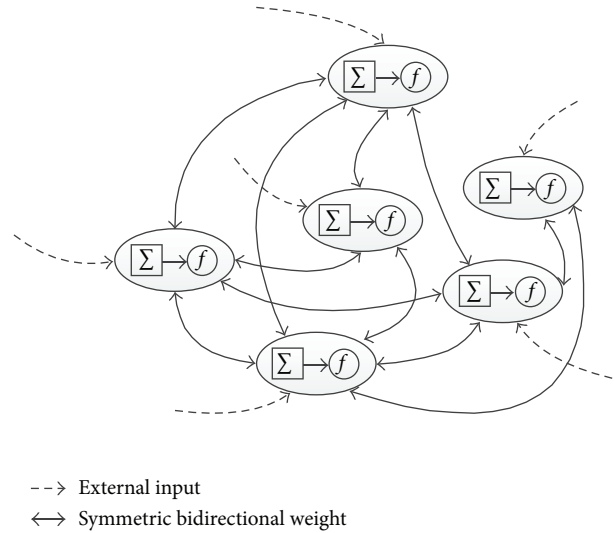 Σ f
Σ f
Σ f
Σ f
Σ f
Σ f
External input
Symmetric bidirectional weight